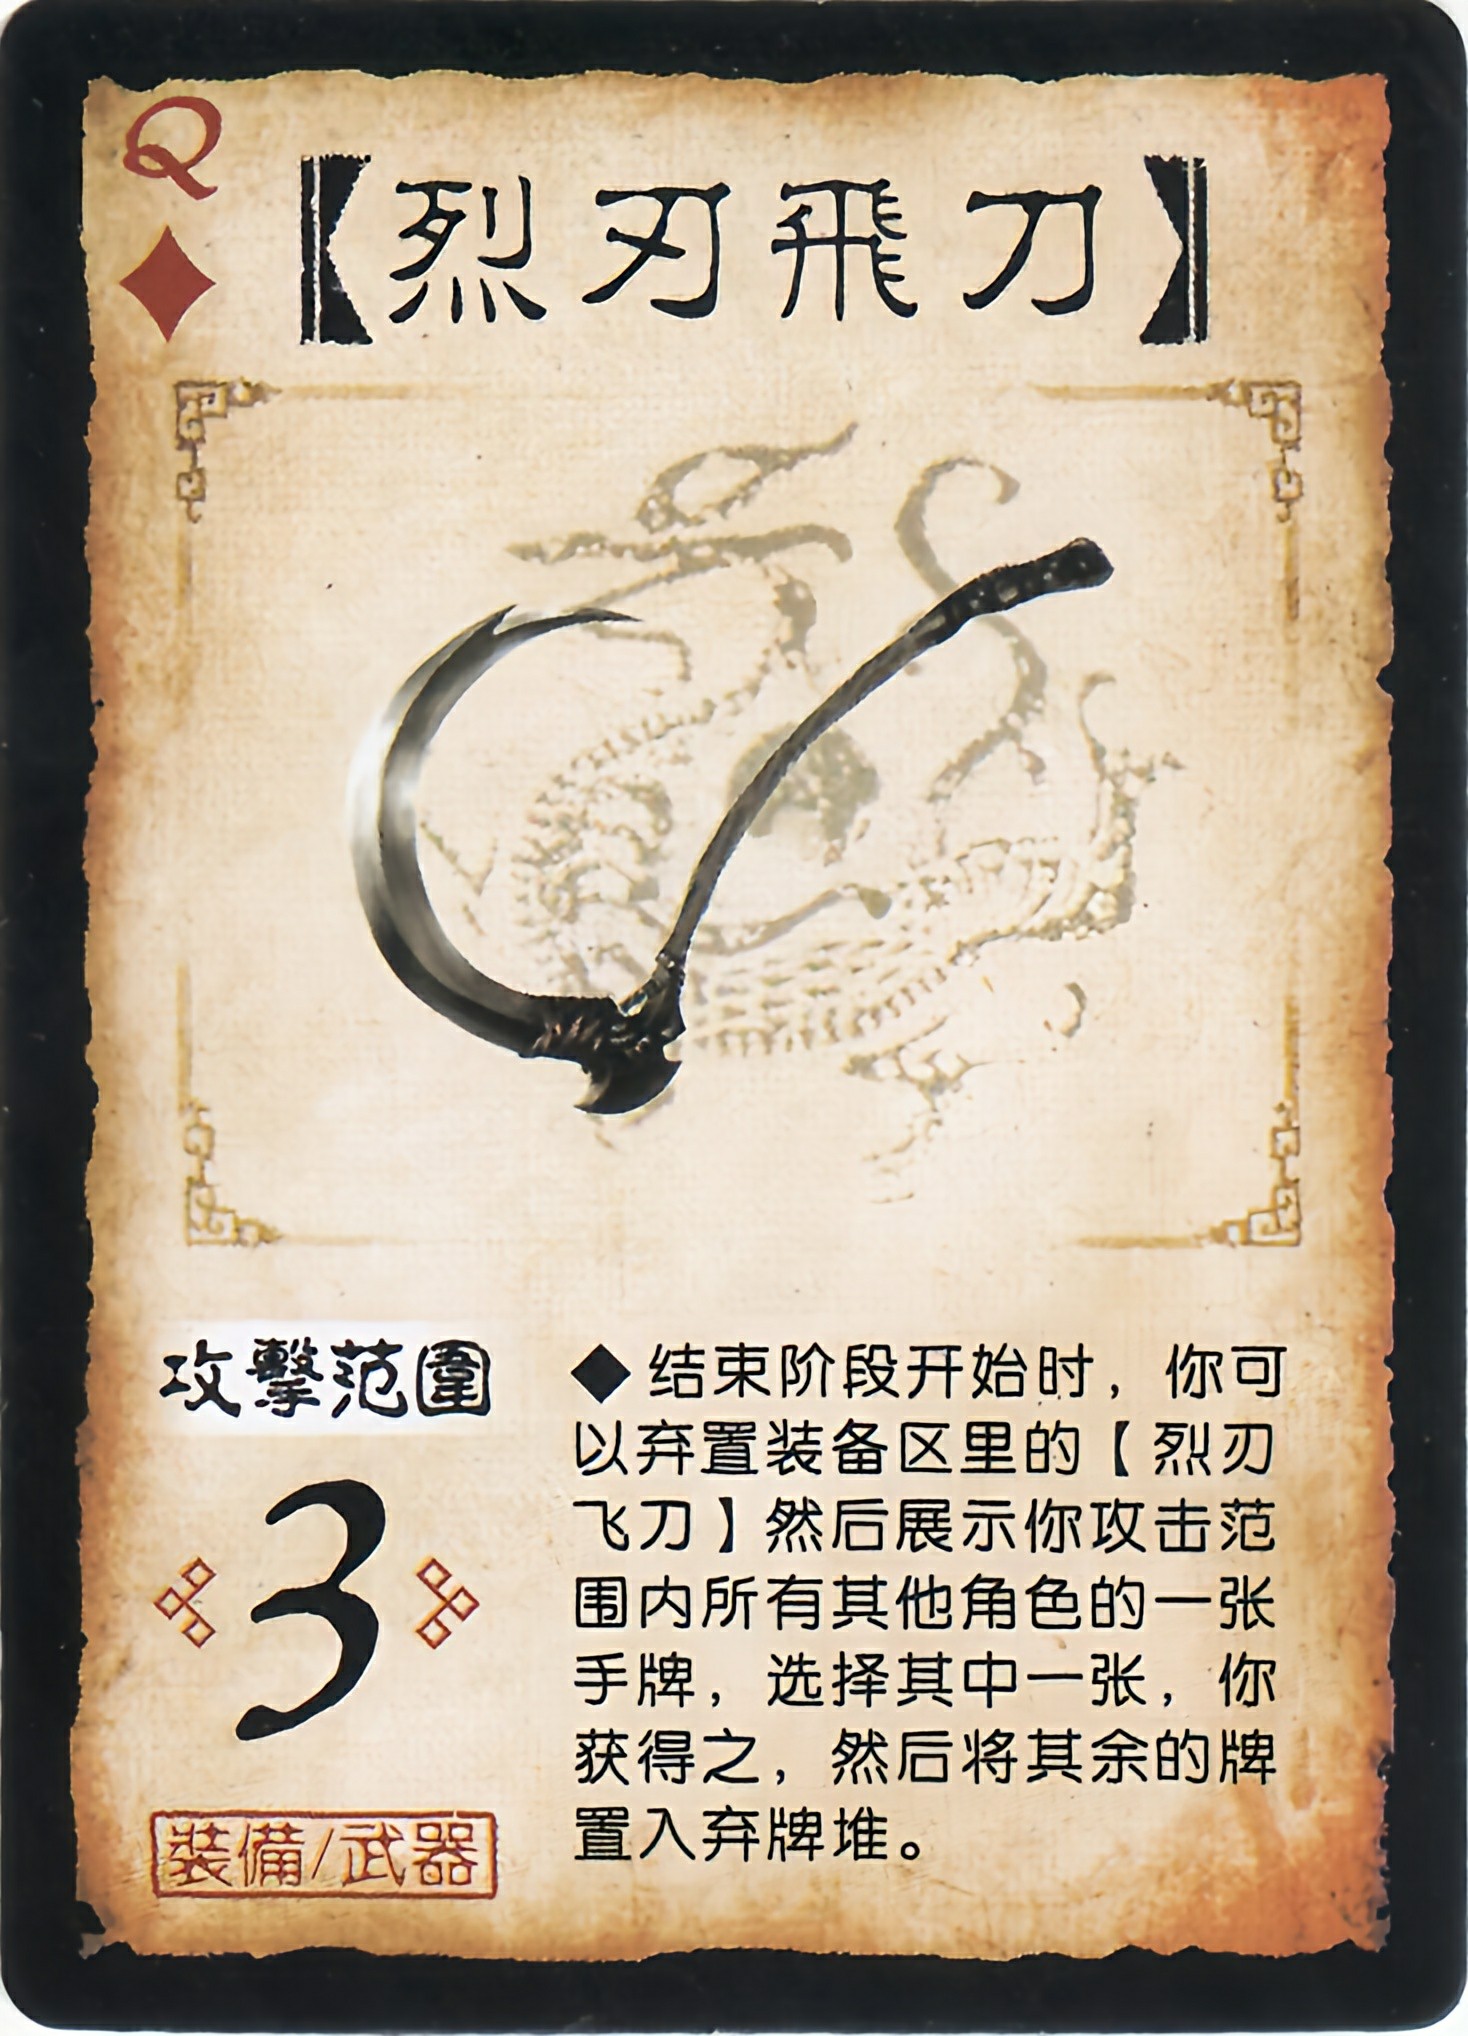 Q
【烈刃飛刀】
攻擊范圍
3
裝備/武器
◆结束阶段开始时，你可
以弃置装备区里的【烈刃
飞刀】然后展示你攻击范
围内所有其他角色的一张
手牌，选择其中一张，你
获得之，然后将其余的牌
置入弃牌堆。